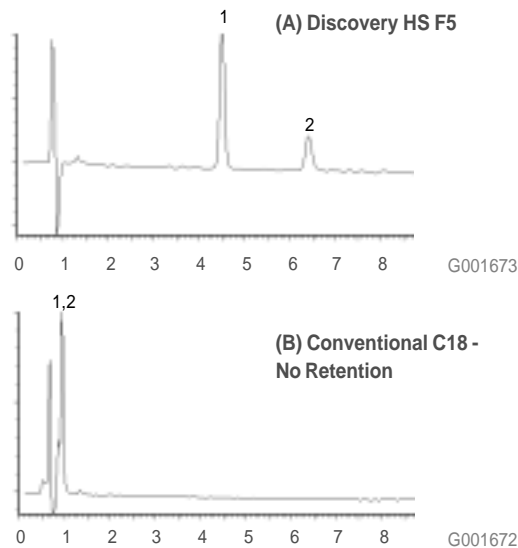 1
(A) Discovery HS F5
2
0 1 2 3 4 5 6 7 8
G001673
1,2
(B) Conventional C18 -
No Retention
0 1 2 3 4 5 6 7 8
G001672